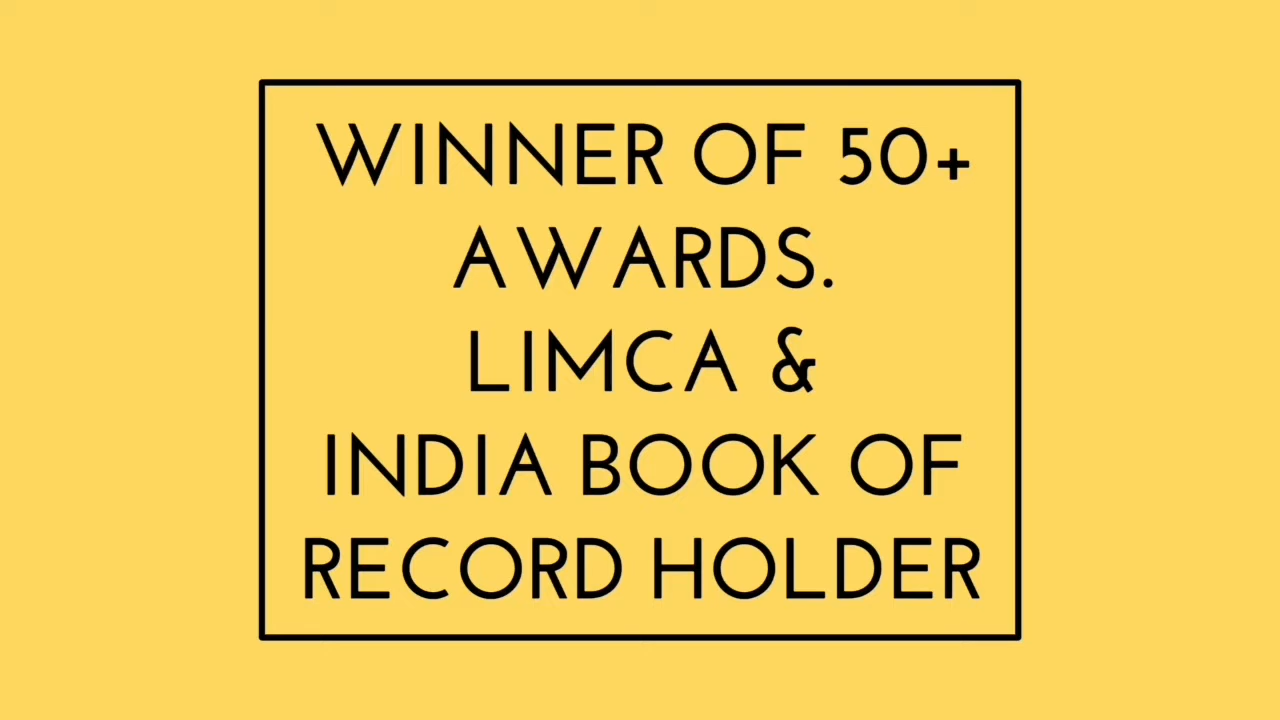 WINNER OF 50+
AWARDS.
LIMCA &
INDIA BOOK OF
RECORD HOLDER